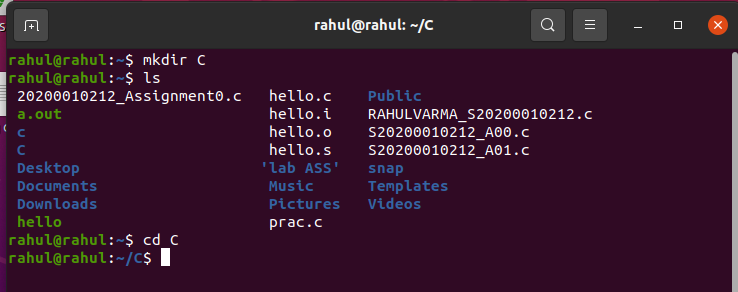 rahul@rahul: ~/C
rahul@rahul:~$ mkdir C
rahul@rahul:~$ ls
20200010212_Assignment0.c hello.c Public
a.out hello.i RAHULVARMA_S20200010212.c
c hello.o S20200010212_A00.c
C hello.s S20200010212_A01.c
Desktop 'lab ASS' snap
Documents Music Templates
Downloads Pictures Videos
hello prac.c
rahul@rahul:~$ cd C
rahul@rahul:~/C$